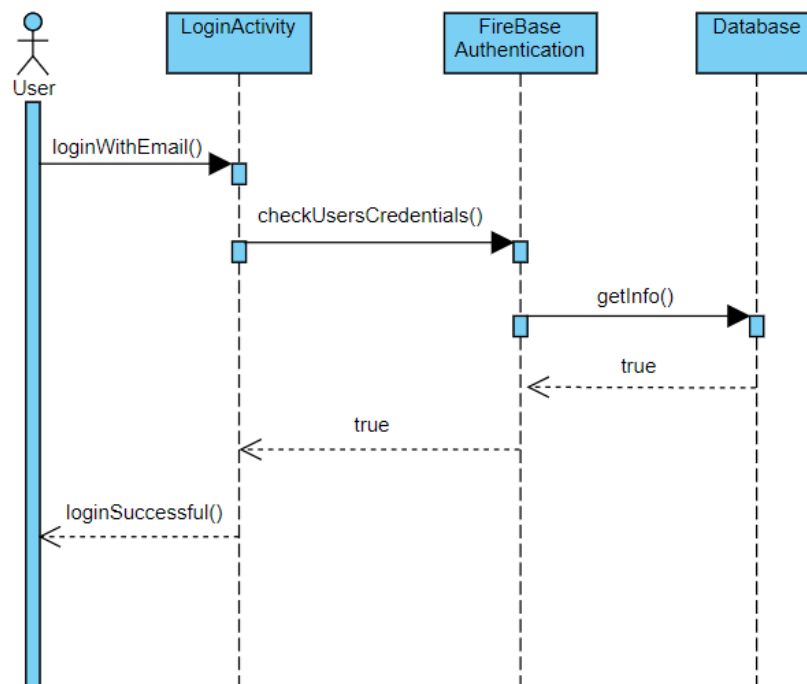 LoginActivity
FireBase
Authentication
Database
User
loginWithEmail()
checkUsersCredentials()
getInfo()
true
true
loginSuccessful()